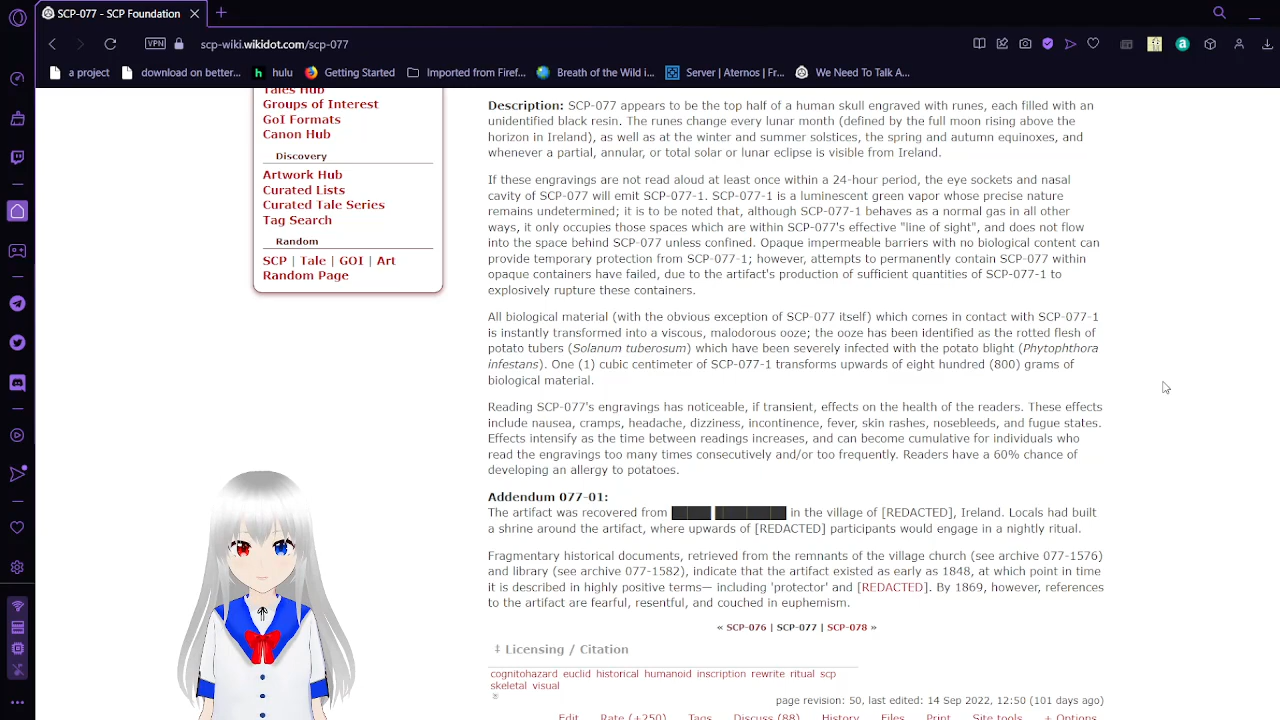 SCP-077 - SCP Foundation
VPN
scp-wiki.wikidot.com/scp-077
a project
download on better...
h hulu
Getting Started
Imported from Firef...
Breath of the Wild i...
Server | Aternos | Fr...
We Need To Talk A...
Tales Hub
Groups of Interest
GoI Formats
Canon Hub
Discovery
Artwork Hub
Curated Lists
Curated Tale Series
Tag Search
Random
SCP | Tale | GOI | Art
Random Page
Description: SCP-077 appears to be the top half of a human skull engraved with runes, each filled with an
unidentified black resin. The runes change every lunar month (defined by the full moon rising above the
horizon in Ireland), as well as at the winter and summer solstices, the spring and autumn equinoxes, and
whenever a partial, annular, or total solar or lunar eclipse is visible from Ireland.
If these engravings are not read aloud at least once within a 24-hour period, the eye sockets and nasal
cavity of SCP-077 will emit SCP-077-1. SCP-077-1 is a luminescent green vapor whose precise nature
remains undetermined; it is to be noted that, although SCP-077-1 behaves as a normal gas in all other
ways, it only occupies those spaces which are within SCP-077's effective "line of sight", and does not flow
into the space behind SCP-077 unless confined. Opaque impermeable barriers with no biological content can
provide temporary protection from SCP-077-1; however, attempts to permanently contain SCP-077 within
opaque containers have failed, due to the artifact's production of sufficient quantities of SCP-077-1 to
explosively rupture these containers.
All biological material (with the obvious exception of SCP-077 itself) which comes in contact with SCP-077-1
is instantly transformed into a viscous, malodorous ooze; the ooze has been identified as the rotted flesh of
potato tubers (Solanum tuberosum) which have been severely infected with the potato blight (Phytophthora
infestans). One (1) cubic centimeter of SCP-077-1 transforms upwards of eight hundred (800) grams of
biological material.
Reading SCP-077's engravings has noticeable, if transient, effects on the health of the readers. These effects
include nausea, cramps, headache, dizziness, incontinence, fever, skin rashes, nosebleeds, and fugue states.
Effects intensify as the time between readings increases, and can become cumulative for individuals who
read the engravings too many times consecutively and/or too frequently. Readers have a 60% chance of
developing an allergy to potatoes.
Addendum 077-01:
The artifact was recovered from ████ ███████ in the village of [REDACTED], Ireland. Locals had built
a shrine around the artifact, where upwards of [REDACTED] participants would engage in a nightly ritual.
Fragmentary historical documents, retrieved from the remnants of the village church (see archive 077-1576)
and library (see archive 077-1582), indicate that the artifact existed as early as 1848, at which point in time
it is described in highly positive terms— including 'protector' and [REDACTED]. By 1869, however, references
to the artifact are fearful, resentful, and couched in euphemism.
« SCP-076 | SCP-077 | SCP-078 »
‡ Licensing / Citation
cognitohazard euclid historical humanoid inscription rewrite ritual scp
skeletal visual
page revision: 50, last edited: 14 Sep 2022, 12:50 (101 days ago)
Edit Rate (+250) Tags Discuss (88) History Files Print Site tools + Options